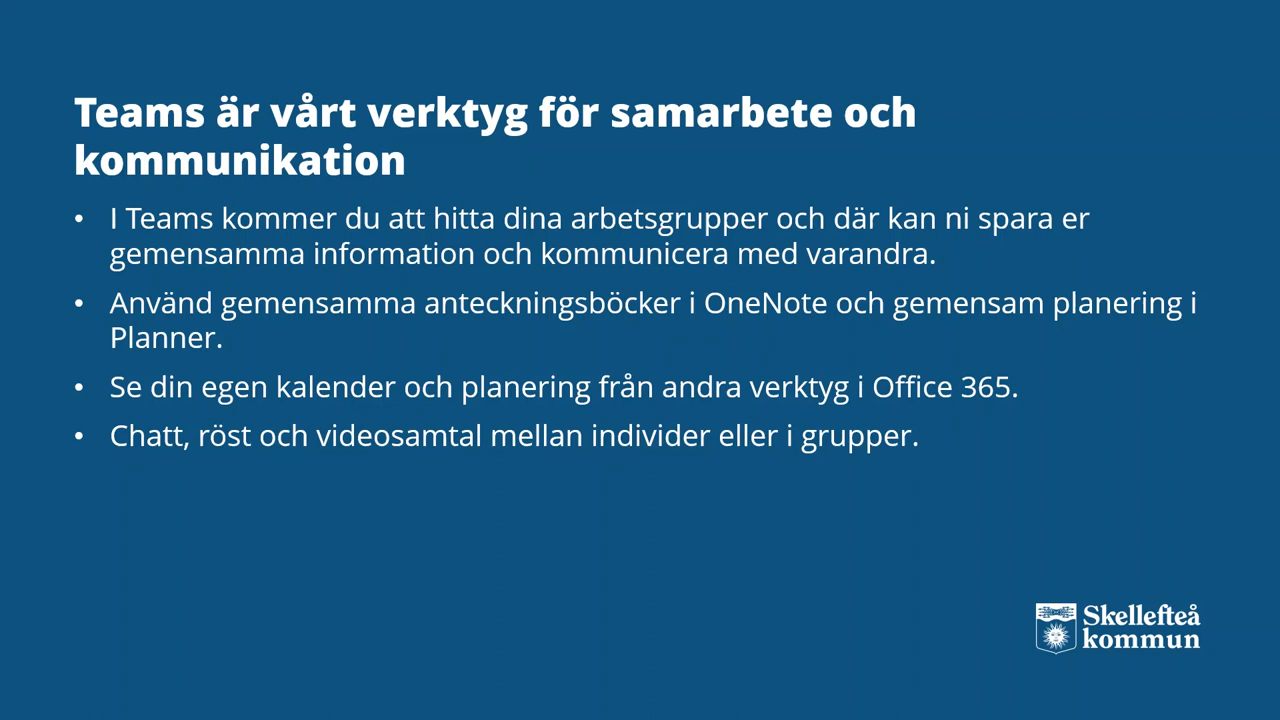 Teams är vårt verktyg för samarbete och
kommunikation
• I Teams kommer du att hitta dina arbetsgrupper och där kan ni spara er
gemensamma information och kommunicera med varandra.
• Använd gemensamma anteckningsböcker i OneNote och gemensam planering i
Planner.
• Se din egen kalender och planering från andra verktyg i Office 365.
• Chatt, röst och videosamtal mellan individer eller i grupper.
Skellefteå
kommun